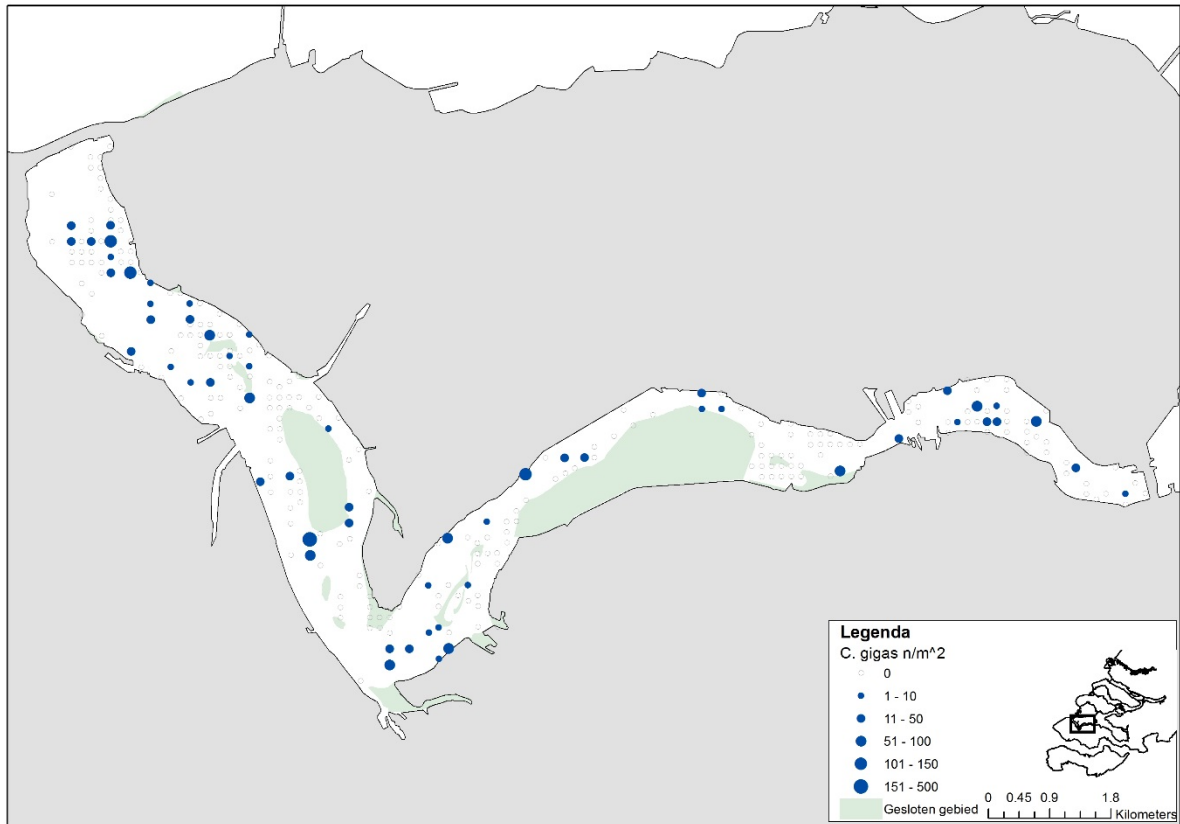 Legenda
C. gigas n/m^2
0
1 - 10
11 - 50
51 - 100
101 - 150
151 - 500
Gesloten gebied
0 0.45 0.9 1.8
Kilometers